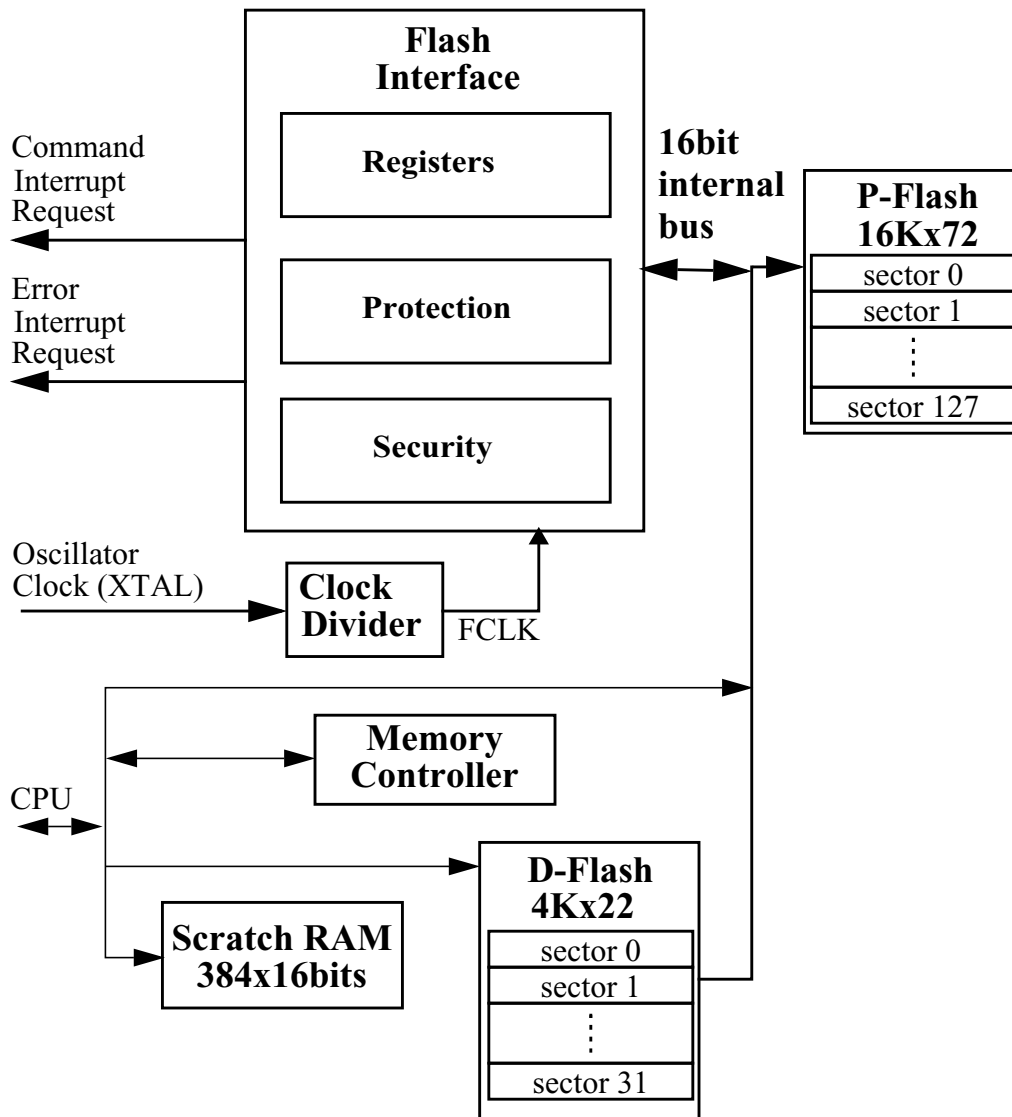 Flash
Interface
Registers
Protection
Security
Command
Interrupt
Request
Error
Interrupt
Request
16bit
internal
bus
P-Flash
16Kx72
sector 0
sector 1
sector 127
Oscillator
Clock (XTAL)
Clock
Divider
FCLK
Memory
Controller
CPU
Scratch RAM
384x16bits
D-Flash
4Kx22
sector 0
sector 1
sector 31